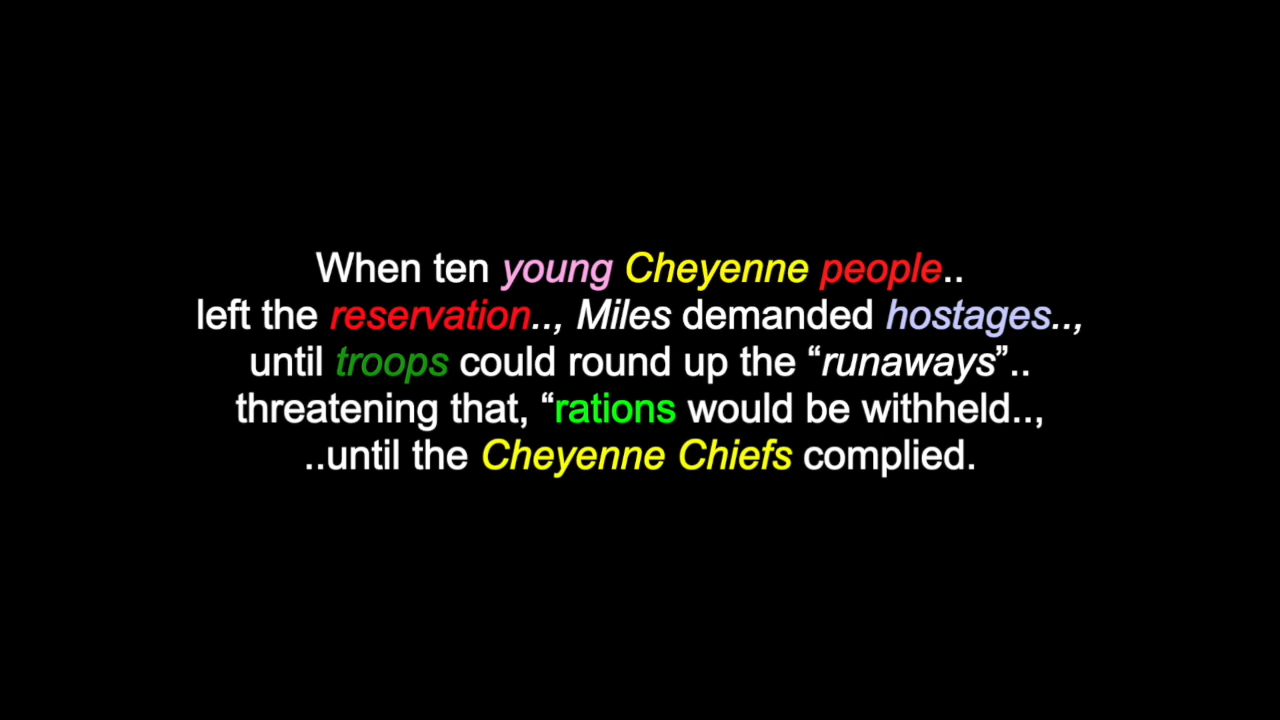 When ten young Cheyenne people..
left the reservation.., Miles demanded hostages..,
until troops could round up the “runaways”..
threatening that, “rations would be withheld..,
..until the Cheyenne Chiefs complied.